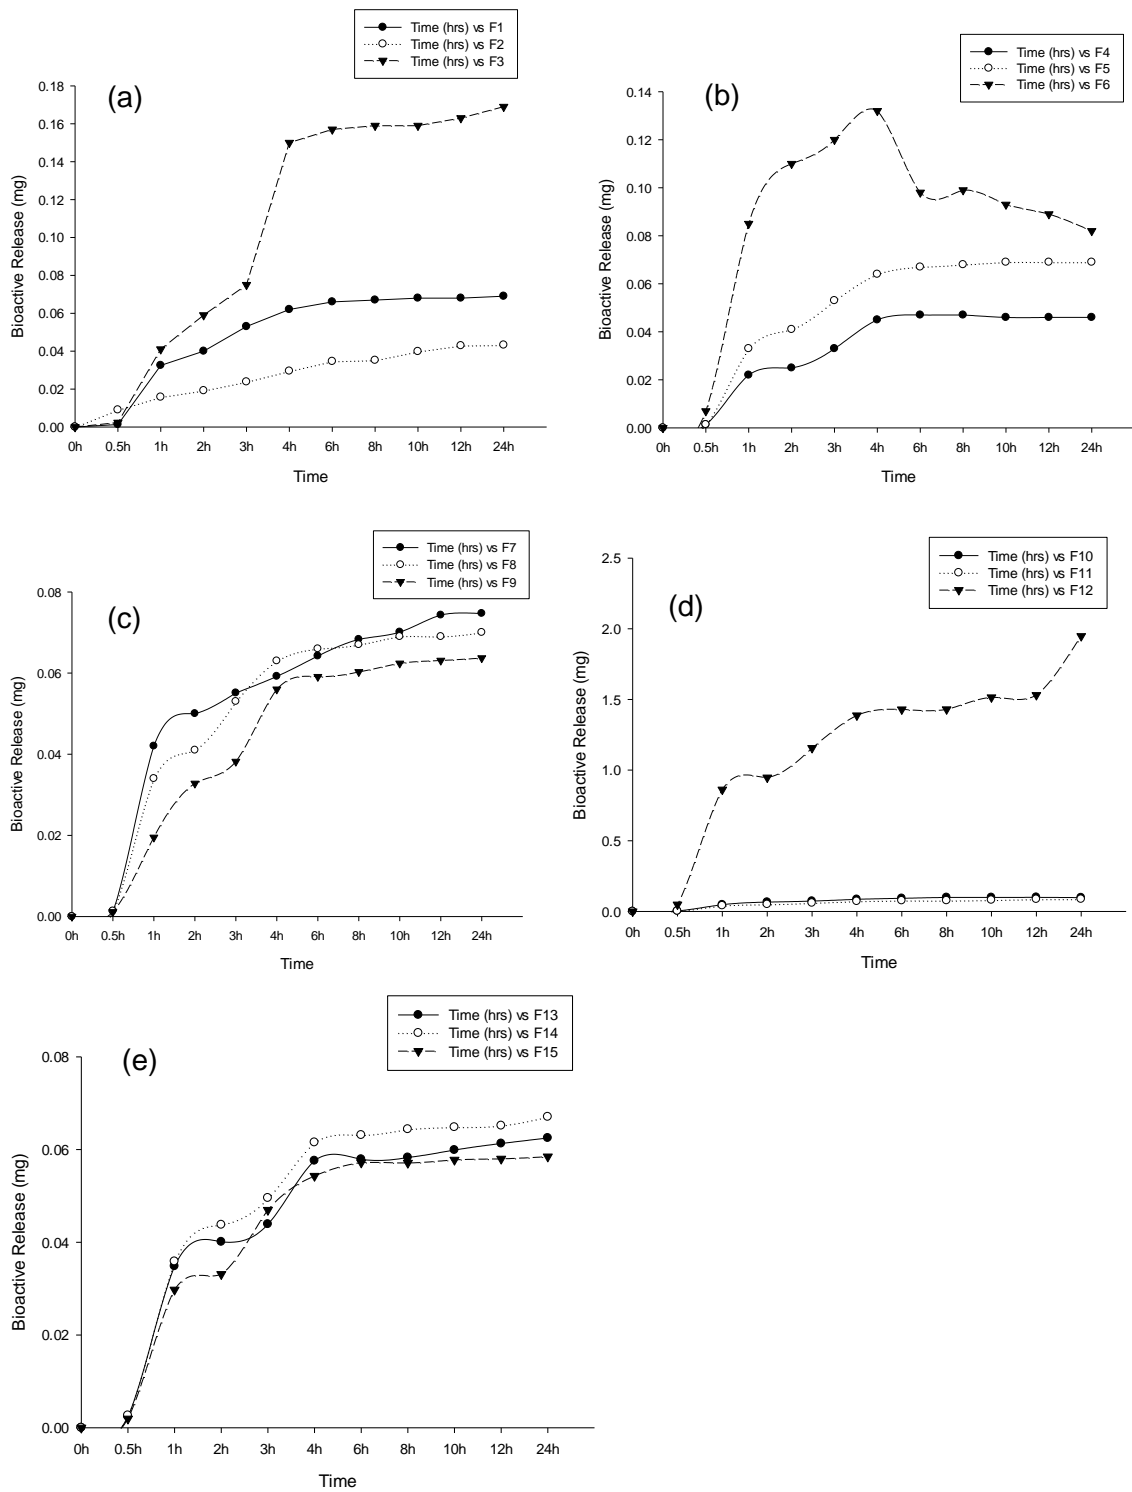 Time (hrs) vs F1
Time (hrs) vs F2
Time (hrs) vs F3
(a)
0.18
0.16
0.14
0.12
0.10
0.08
0.06
0.04
0.02
0.00
Bioactive Release (mg)
0h 0.5h 1h 2h 3h 4h 6h 8h 10h 12h 24h
Time
Time (hrs) vs F4
Time (hrs) vs F5
Time (hrs) vs F6
(b)
0.14
0.12
0.10
0.08
0.06
0.04
0.02
0.00
Bioactive Release (mg)
0h 0.5h 1h 2h 3h 4h 6h 8h 10h 12h 24h
Time
Time (hrs) vs F7
Time (hrs) vs F8
Time (hrs) vs F9
(c)
0.08
0.06
0.04
0.02
0.00
Bioactive Release (mg)
0h 0.5h 1h 2h 3h 4h 6h 8h 10h 12h 24h
Time
Time (hrs) vs F10
Time (hrs) vs F11
Time (hrs) vs F12
(d)
2.5
2.0
1.5
1.0
0.5
0.0
Bioactive Release (mg)
0h 0.5h 1h 2h 3h 4h 6h 8h 10h 12h 24h
Time
Time (hrs) vs F13
Time (hrs) vs F14
Time (hrs) vs F15
(e)
0.08
0.06
0.04
0.02
0.00
Bioactive Release (mg)
0h 0.5h 1h 2h 3h 4h 6h 8h 10h 12h 24h
Time